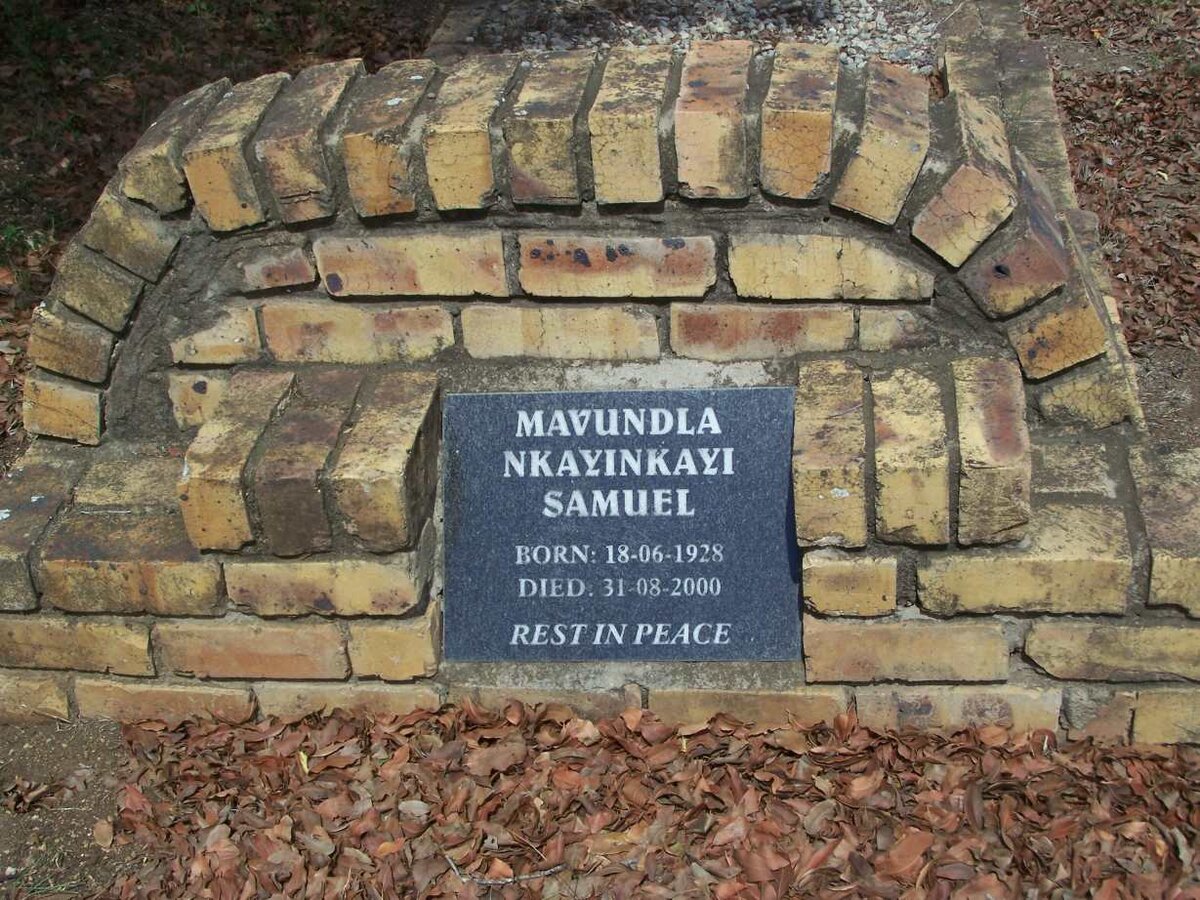 MAVUNDLA
NKAYINKAYI
SAMUEL
BORN: 18-06-1928
DIED: 31-08-2000
REST IN PEACE